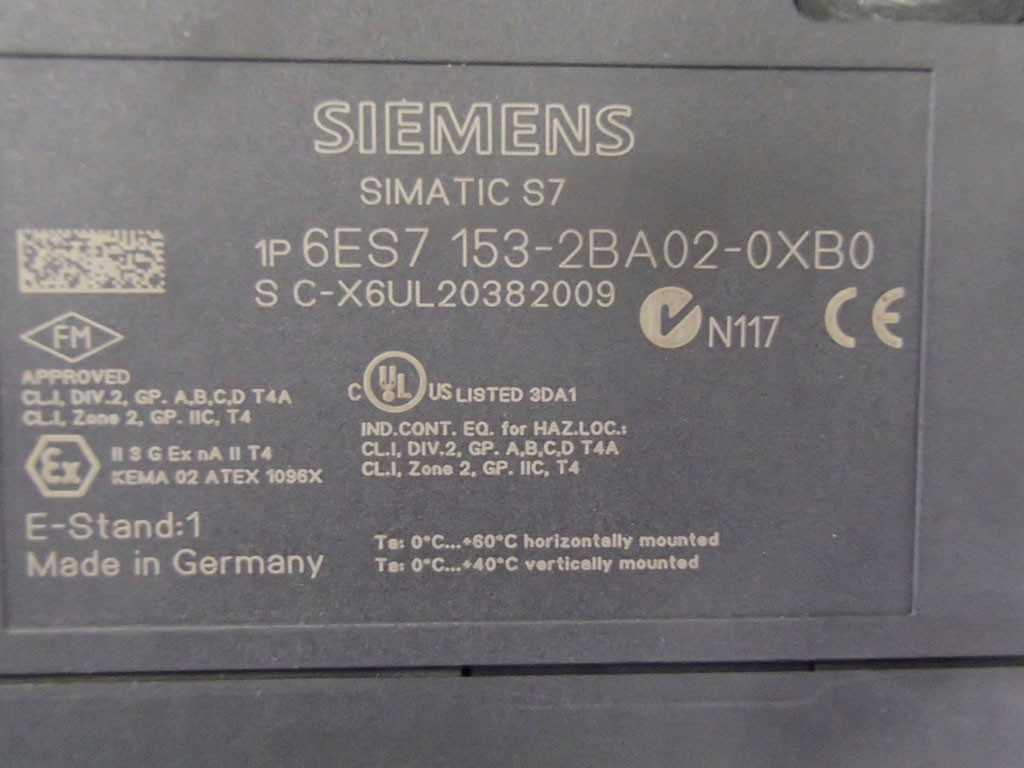 SIEMENS
SIMATIC S7
1P 6ES7 153-2BA02-0XB0
S C-X6UL20382009
N117 CE
FM
APPROVED
CL.I, DIV.2, GP. A,B,C,D T4A
CL.I, Zone 2, GP. IIC, T4
C UL US LISTED 3DA1
IND.CONT. EQ. for HAZ.LOC.:
CL.I, DIV.2, GP. A,B,C,D T4A
CL.I, Zone 2, GP. IIC, T4
Ex II 3 G Ex nA II T4
KEMA 02 ATEX 1096X
E-Stand:1
Made in Germany
Ta: 0°C...+60°C horizontally mounted
Ta: 0°C...+40°C vertically mounted